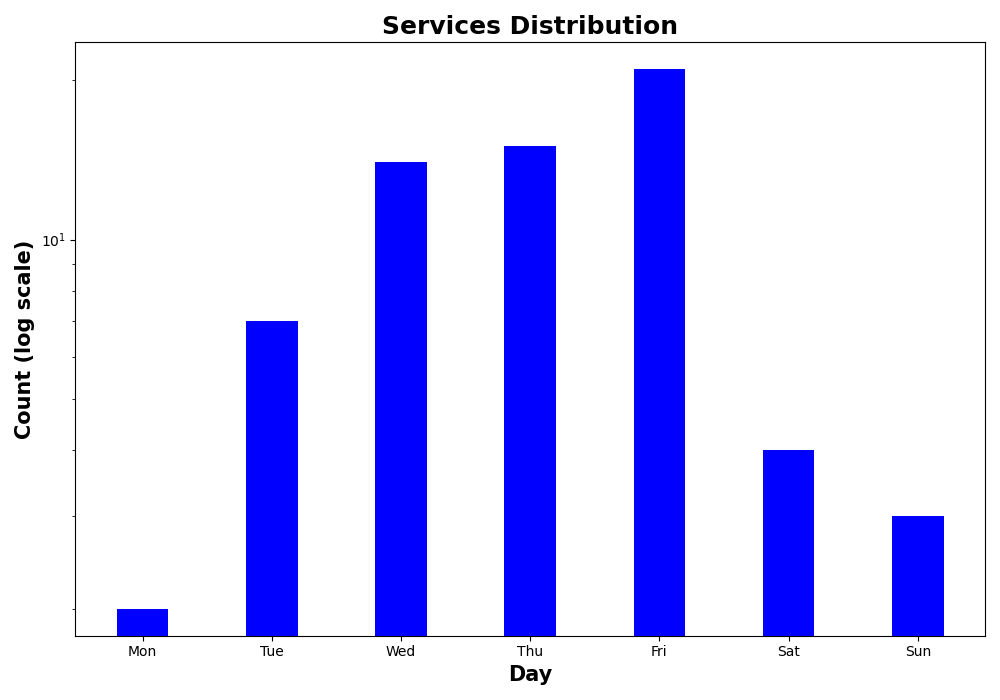 Services Distribution
Count (log scale)
10¹
Mon Tue Wed Thu Fri Sat Sun
Day